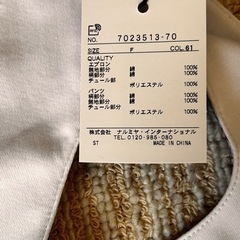 NO. 7023513-70
SIZE F COL.61
QUALITY
エプロン
無地部分 綿 100%
柄部分 綿 100%
チュール部
ポリエステル 100%
パンツ
柄部分 綿 100%
無地部分 綿 100%
チュール部
ポリエステル 100%
株式会社 ナルミヤ・インターナショナル
TEL.0120-985-080
ST MADE IN CHINA